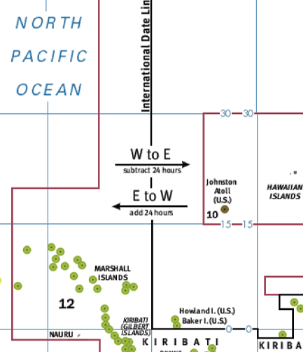 NORTH
PACIFIC
OCEAN
International Date Lin
30
30
W to E
subtract 24 hours
E to W
add 24 hours
Johnston
Atoll
(U.S.)
10
HAWAIIAN
ISLANDS
15
15
MARSHALL
ISLANDS
12
KIRIBATI
(GILBERT
ISLANDS)
Howland I. (U.S.)
Baker I. (U.S.)
0
0
NAURU
KIRIBATI
KIRIBA